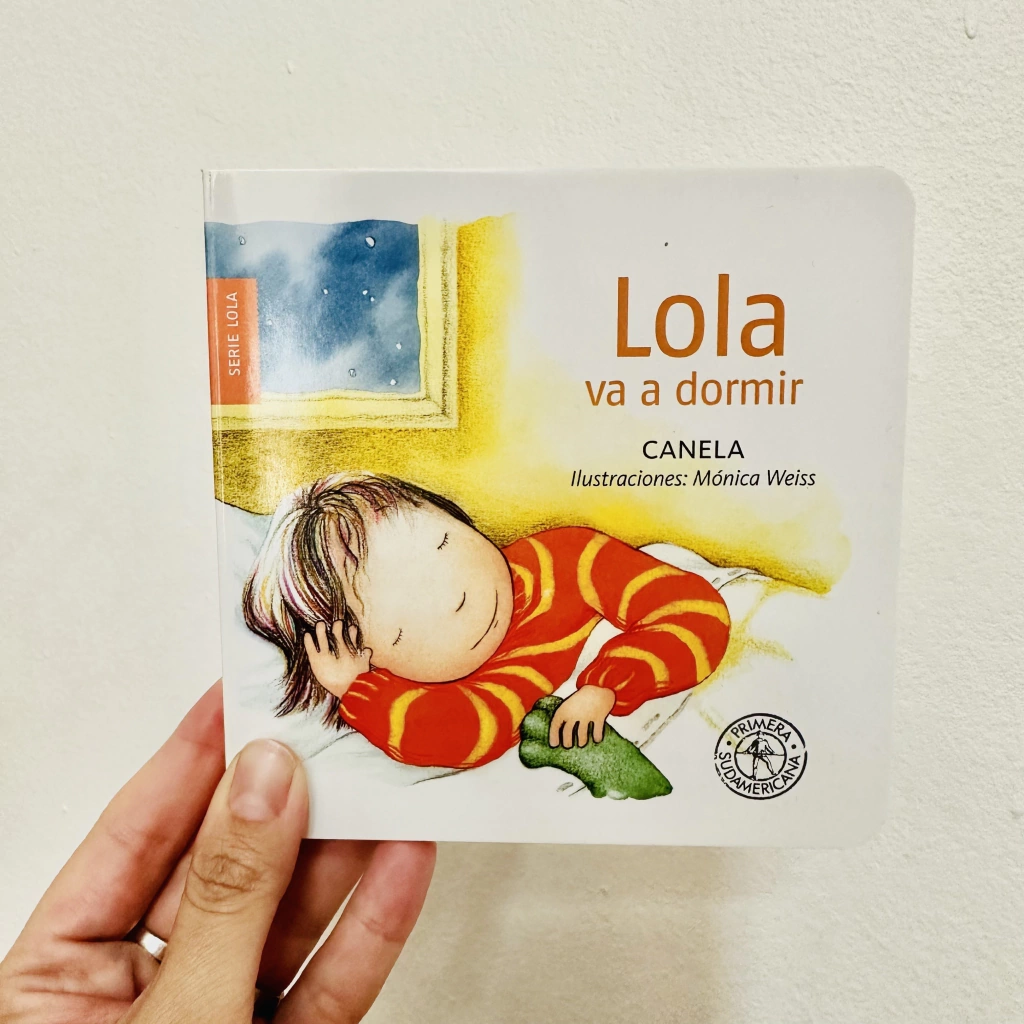 SERIE LOLA
Lola
va a dormir
CANELA
Ilustraciones: Mónica Weiss
PRIMERA
SUDAMERICANA